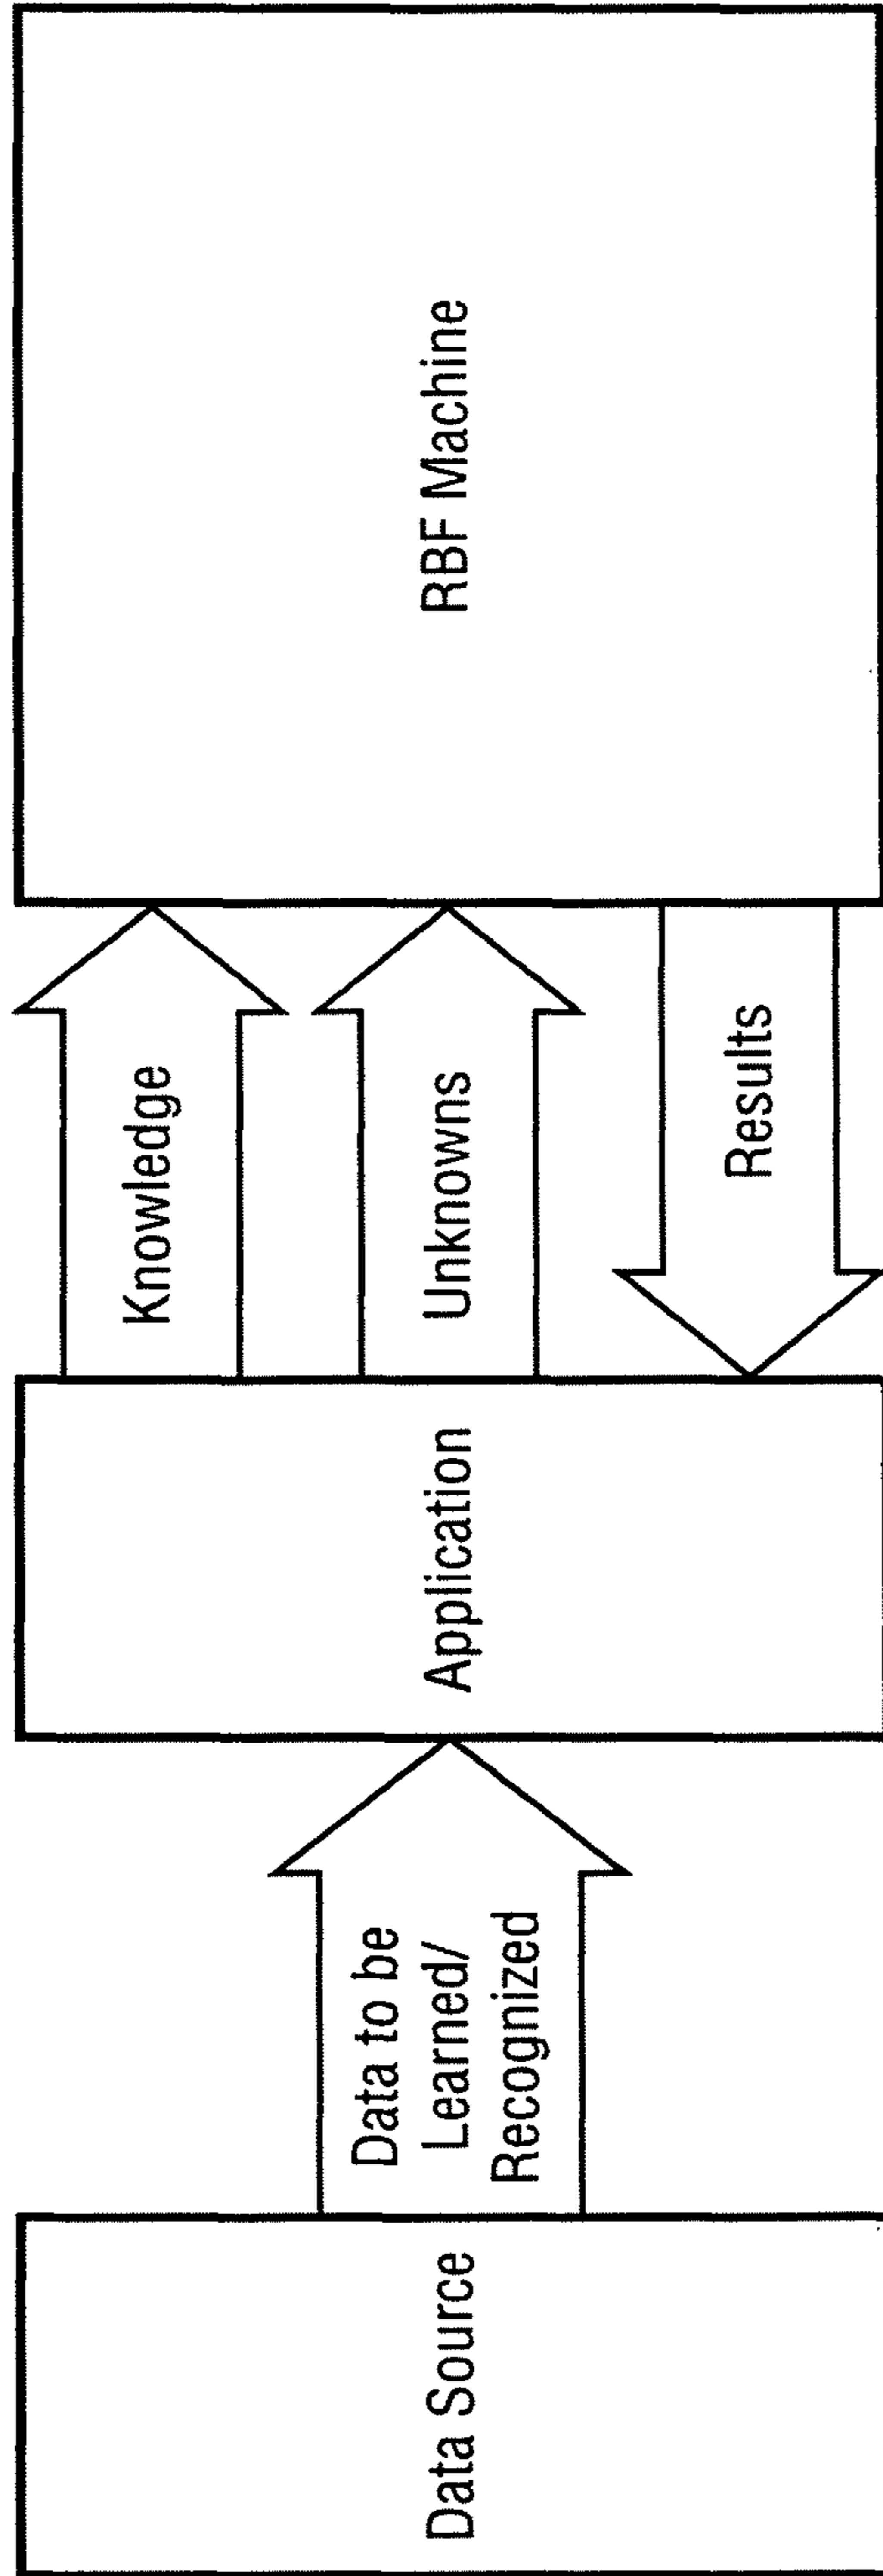 Data Source
Data to be
Learned/
Recognized
Application
Knowledge
Unknowns
Results
RBF Machine